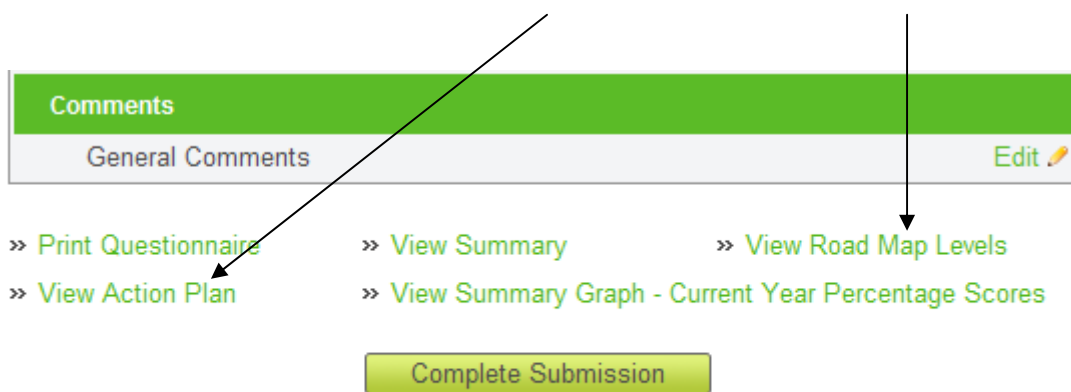 Comments
General Comments Edit
» Print Questionnaire » View Summary » View Road Map Levels
» View Action Plan » View Summary Graph - Current Year Percentage Scores
Complete Submission